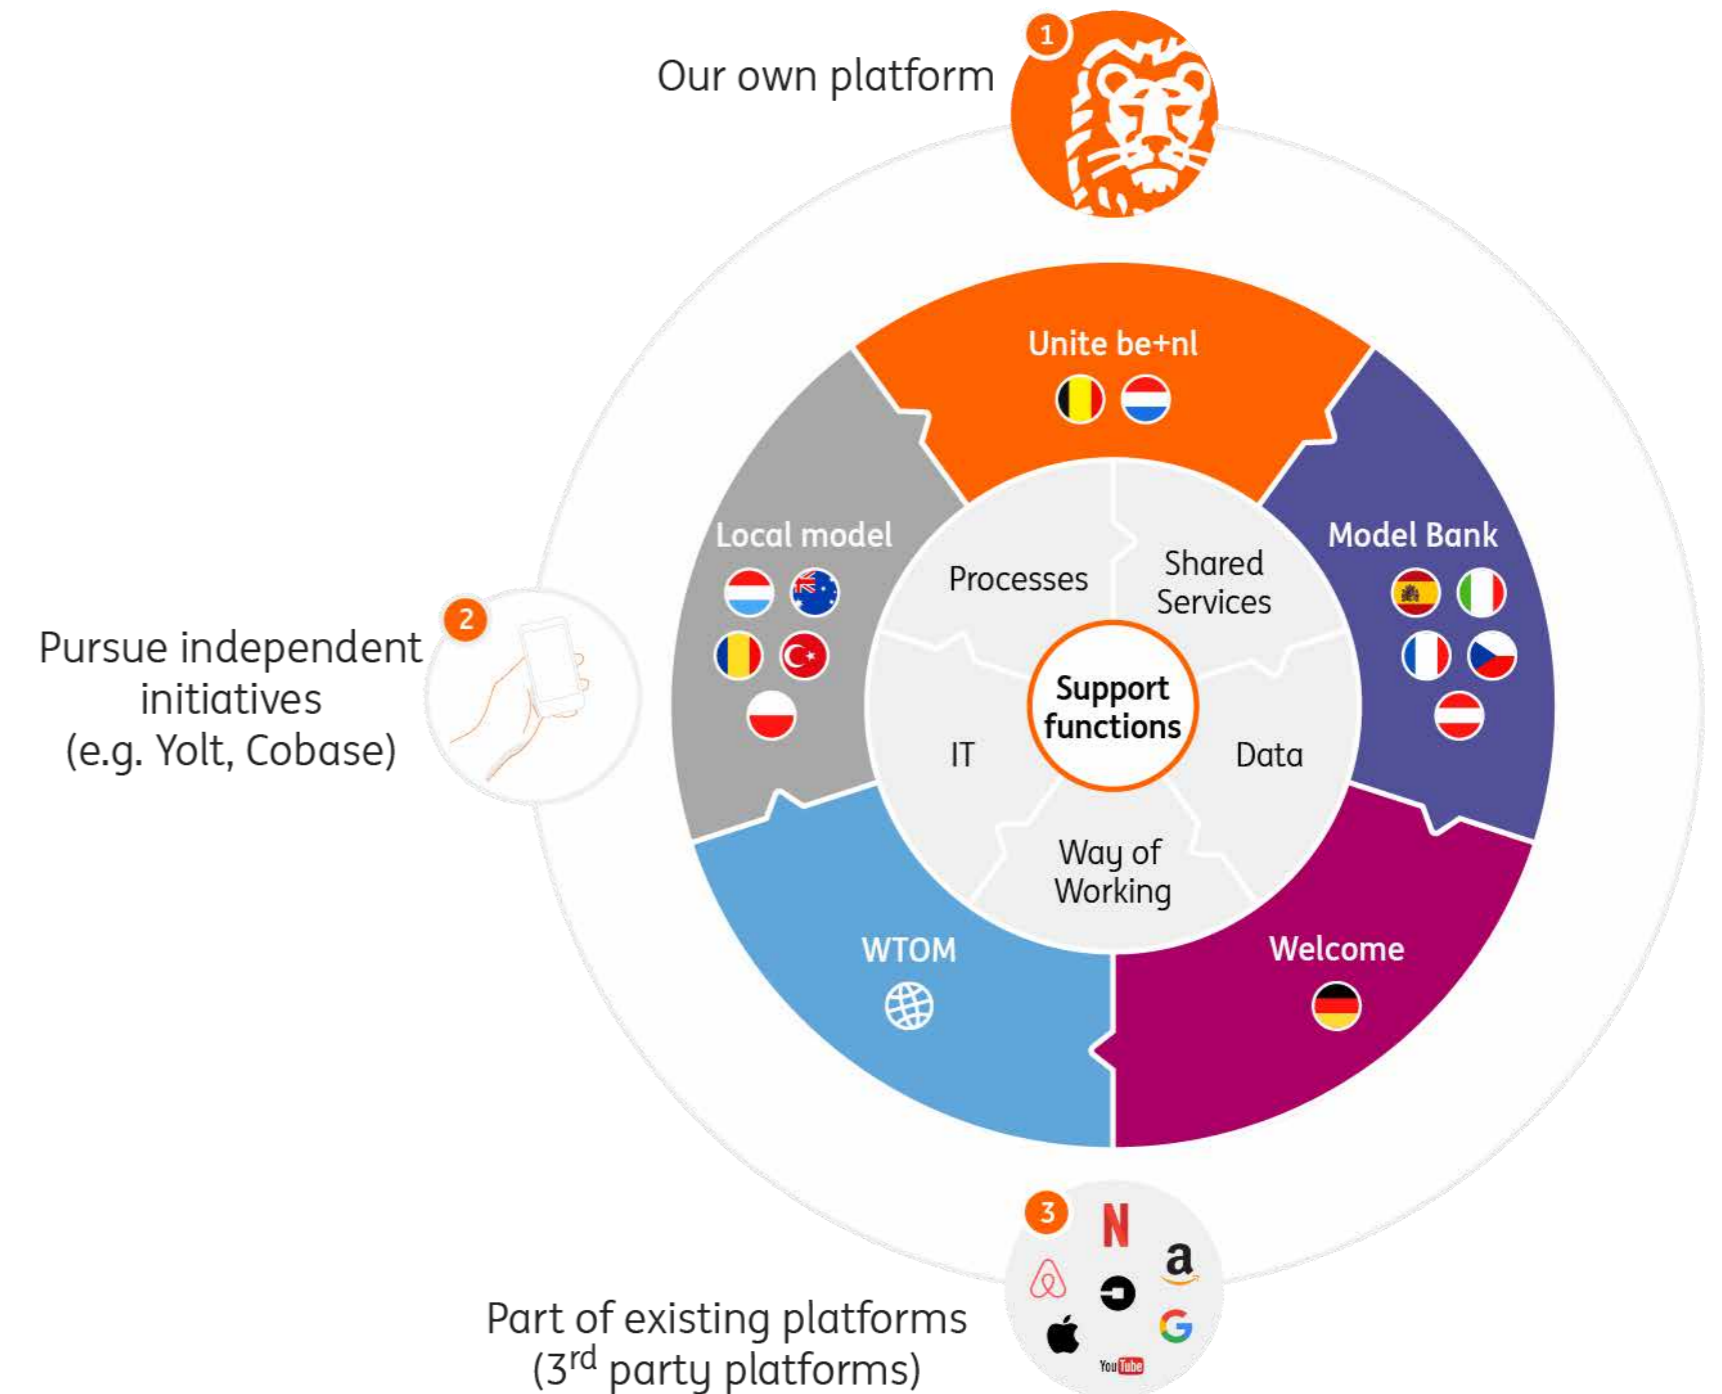 1
Our own platform
Unite be+nl
Local model
Model Bank
Processes
Shared
Services
2
Pursue independent
initiatives
(e.g. Yolt, Cobase)
Support
functions
IT
Data
Way of
Working
WTOM
Welcome
3
N
a
G
YouTube
Part of existing platforms
(3rd party platforms)